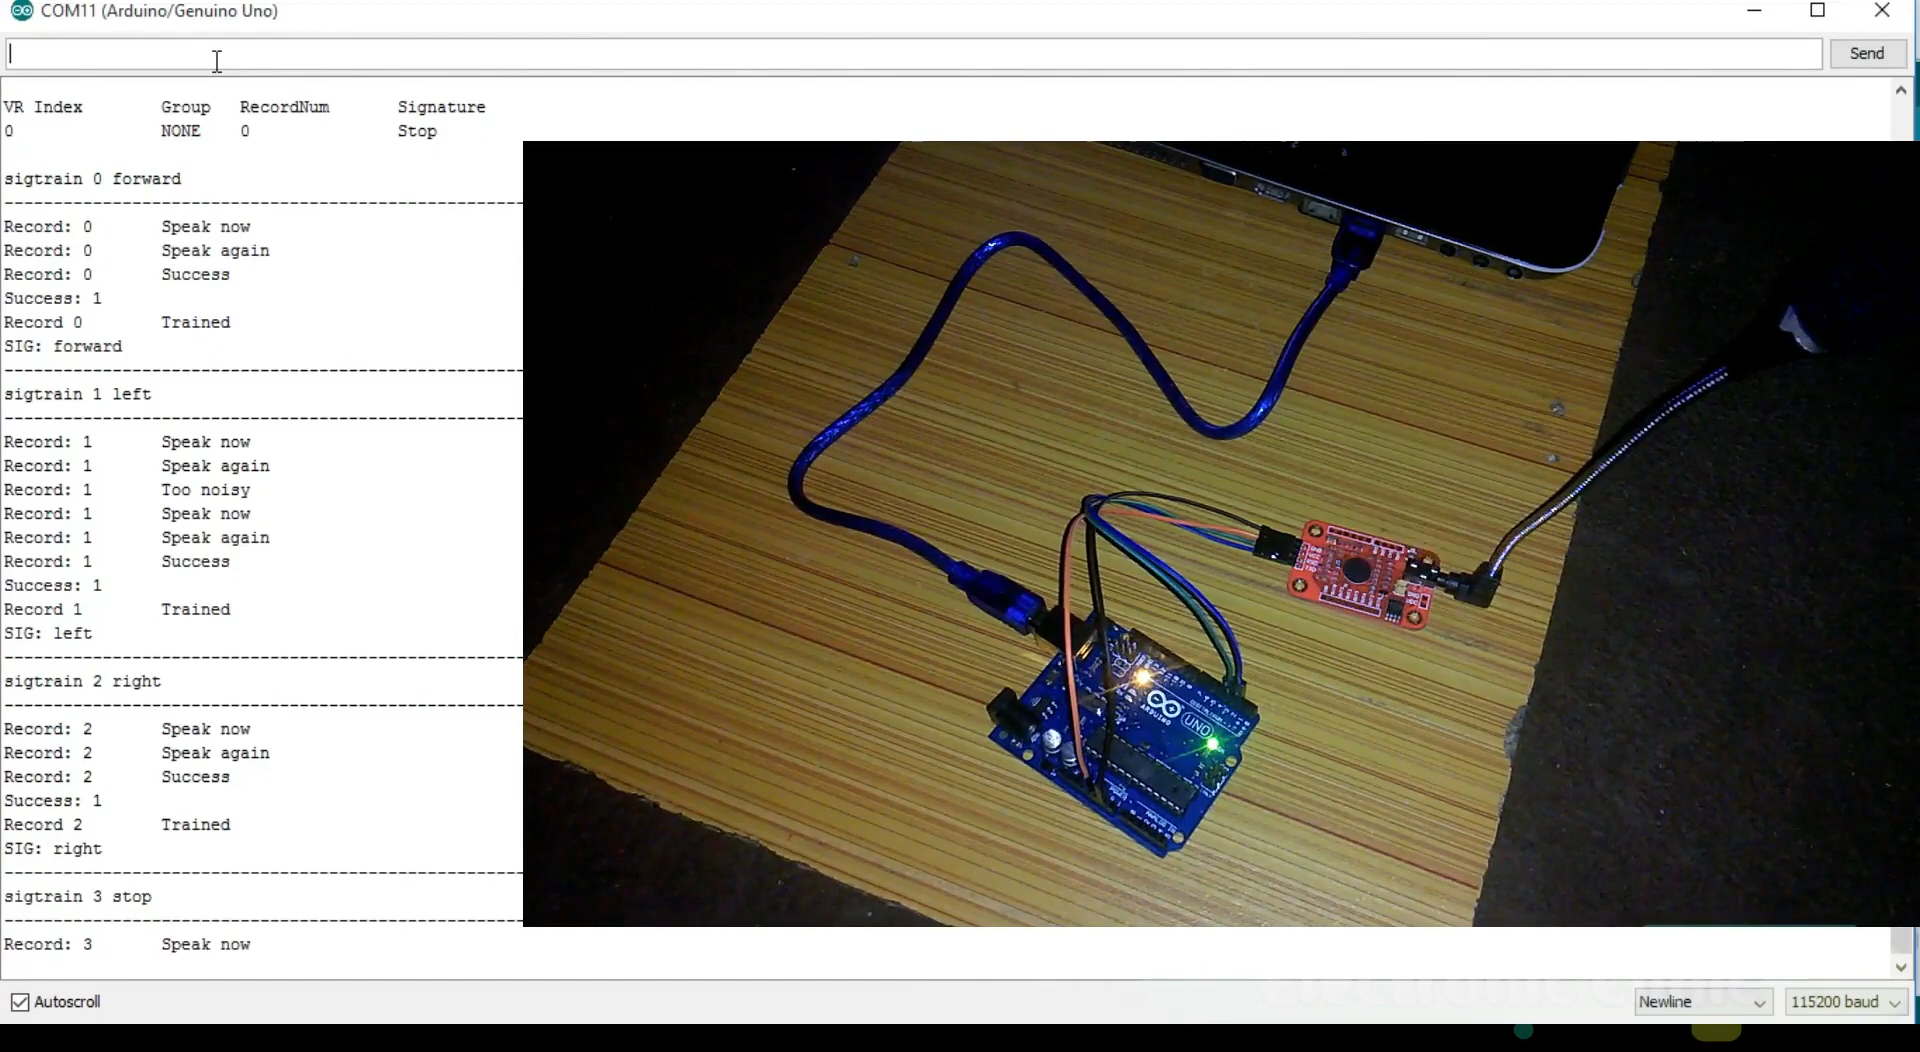 COM11 (Arduino/Genuino Uno)
Send
VR Index Group RecordNum Signature
0 NONE 0 Stop
sigtrain 0 forward
--------------------------------------------------------
Record: 0 Speak now
Record: 0 Speak again
Record: 0 Success
Success: 1
Record 0 Trained
SIG: forward
--------------------------------------------------------
sigtrain 1 left
--------------------------------------------------------
Record: 1 Speak now
Record: 1 Speak again
Record: 1 Too noisy
Record: 1 Speak now
Record: 1 Speak again
Record: 1 Success
Success: 1
Record 1 Trained
SIG: left
--------------------------------------------------------
sigtrain 2 right
--------------------------------------------------------
Record: 2 Speak now
Record: 2 Speak again
Record: 2 Success
Success: 1
Record 2 Trained
SIG: right
--------------------------------------------------------
sigtrain 3 stop
--------------------------------------------------------
Record: 3 Speak now
ARDUINO
UNO
Autoscroll
Newline
115200 baud